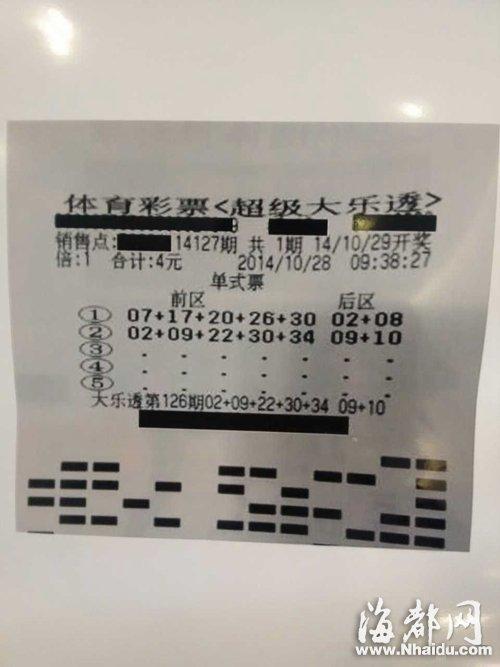 体育彩票<超级大乐透>
9
销售点: 14127期 共 1期 14/10/29开奖
倍:1 合计:4元 2014/10/28 09:38:27
单式票
前区 后区
① 07+17+20+26+30 02+08
② 02+09+22+30+34 09+10
③ - - - - - - -
④ - - - - - - -
⑤ - - - - - - -
大乐透第126期02+09+22+30+34 09+10
海都网
www.Nhaidu.com